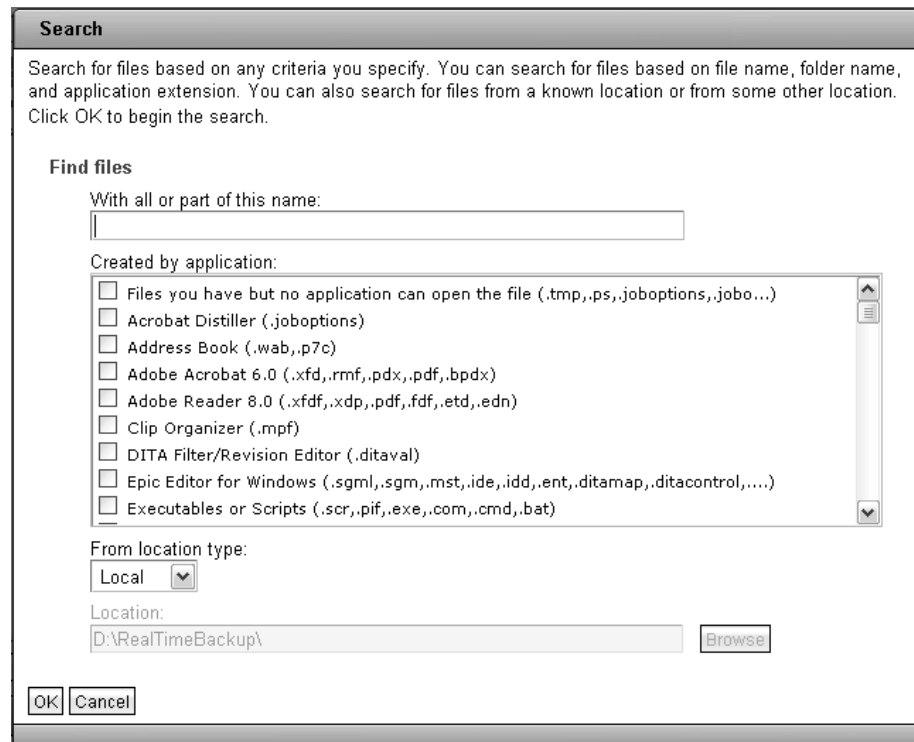 Search
Search for files based on any criteria you specify. You can search for files based on file name, folder name,
and application extension. You can also search for files from a known location or from some other location.
Click OK to begin the search.
Find files
With all or part of this name:
Created by application:
Files you have but no application can open the file (.tmp,.ps,.joboptions,.jobo...)
Acrobat Distiller (.joboptions)
Address Book (.wab,.p7c)
Adobe Acrobat 6.0 (.xfd,.rmf,.pdx,.pdf,.bpdx)
Adobe Reader 8.0 (.xfdf,.xdp,.pdf,.fdf,.etd,.edn)
Clip Organizer (.mpf)
DITA Filter/Revision Editor (.ditaval)
Epic Editor for Windows (.sgml,.sgm,.mst,.ide,.idd,.ent,.ditamap,.ditacontrol,....)
Executables or Scripts (.scr,.pif,.exe,.com,.cmd,.bat)
From location type:
Local
Location:
D:\RealTimeBackup\ Browse
OK Cancel